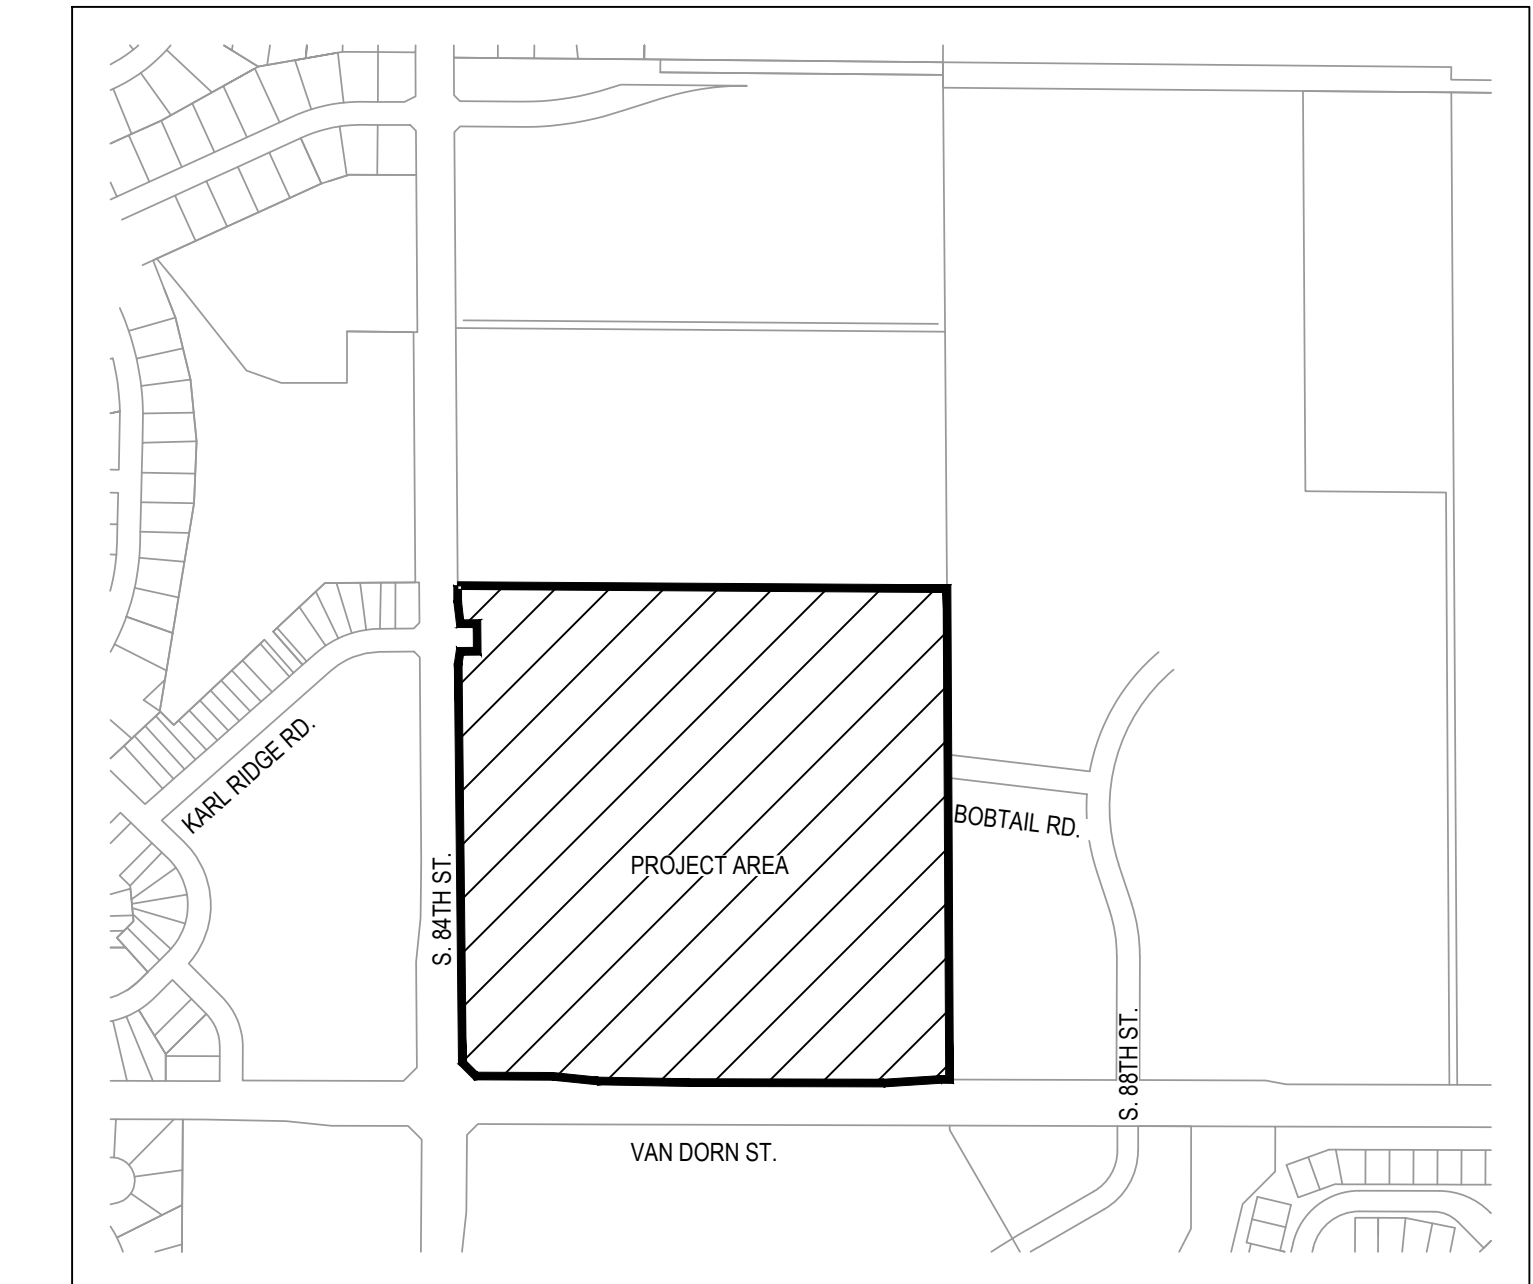 KARL RIDGE RD.
BOBTAIL RD.
PROJECT AREA
S. 84TH ST.
S. 88TH ST.
VAN DORN ST.